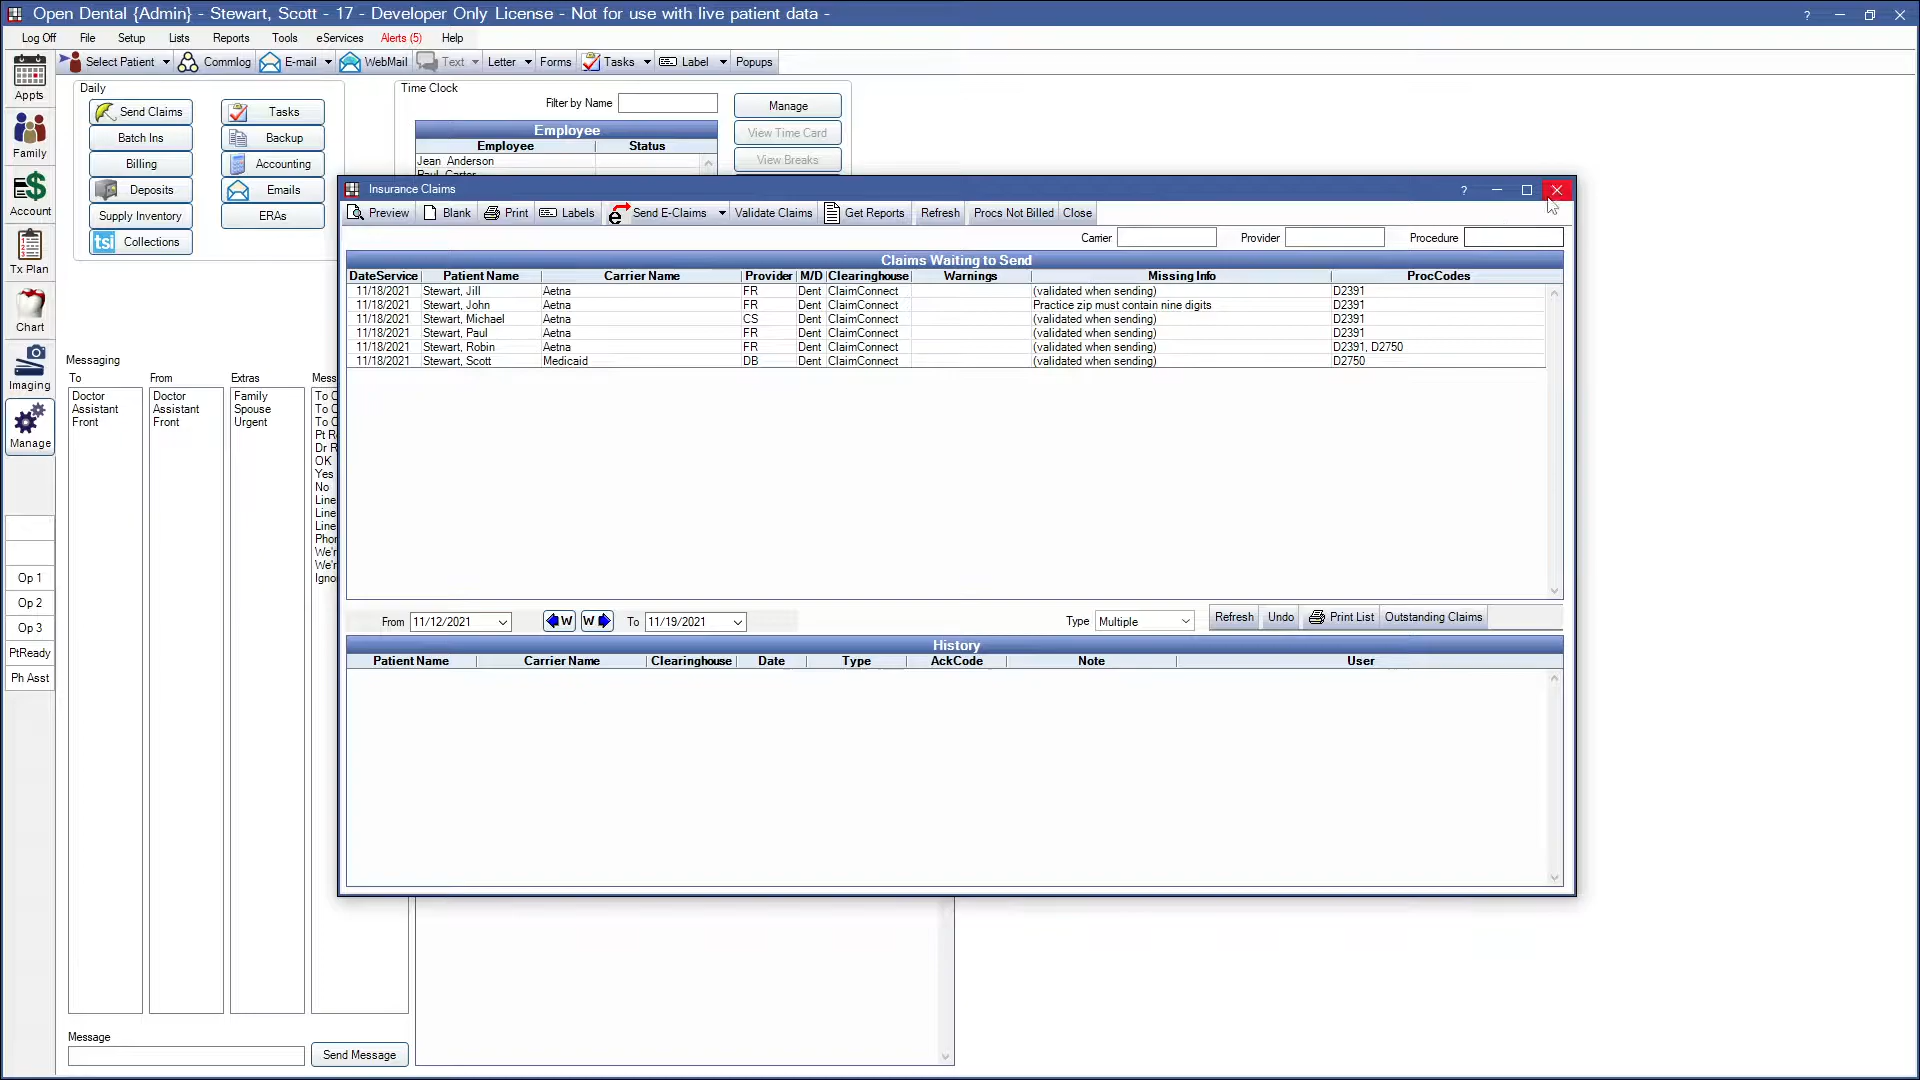 Open Dental {Admin} - Stewart, Scott - 17 - Developer Only License - Not for use with live patient data -
?
Log Off File Setup Lists Reports Tools eServices Alerts (5) Help
Select Patient Commlog E-mail WebMail Text Letter Forms Tasks Label Popups
Appts
Family
Account
Tx Plan
Chart
Imaging
Manage
Op 1
Op 2
Op 3
PtReady
Ph Asst
Daily
Send Claims Tasks
Batch Ins Backup
Billing Accounting
Deposits Emails
Supply Inventory ERAs
tsi Collections
Time Clock
Filter by Name
Manage
View Time Card
View Breaks
Employee
Employee Status
Jean Anderson
Paul Carter
Messaging
To From Extras Mess
Doctor
Assistant
Front
Doctor
Assistant
Front
Family
Spouse
Urgent
To C
To C
To C
Pt R
Dr R
OK
Yes
No
Line
Line
Line
Phor
We'r
We'r
Igno
Message
Send Message
Insurance Claims
?
Preview Blank Print Labels e Send E-Claims Validate Claims Get Reports Refresh Procs Not Billed Close
Carrier Provider Procedure
Claims Waiting to Send
DateService Patient Name Carrier Name Provider M/D Clearinghouse Warnings Missing Info ProcCodes
11/18/2021 Stewart, Jill Aetna FR Dent ClaimConnect (validated when sending) D2391
11/18/2021 Stewart, John Aetna FR Dent ClaimConnect Practice zip must contain nine digits D2391
11/18/2021 Stewart, Michael Aetna CS Dent ClaimConnect (validated when sending) D2391
11/18/2021 Stewart, Paul Aetna FR Dent ClaimConnect (validated when sending) D2391
11/18/2021 Stewart, Robin Aetna FR Dent ClaimConnect (validated when sending) D2391, D2750
11/18/2021 Stewart, Scott Medicaid DB Dent ClaimConnect (validated when sending) D2750
From 11/12/2021 W W To 11/19/2021 Type Multiple Refresh Undo Print List Outstanding Claims
History
Patient Name Carrier Name Clearinghouse Date Type AckCode Note User